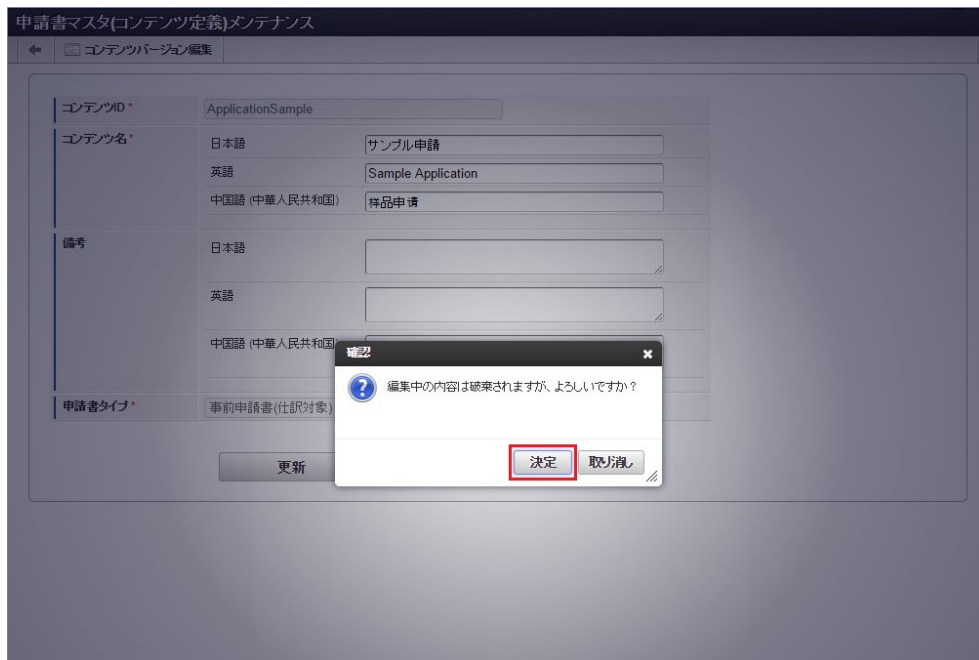 申請書マスタ(コンテンツ定義)メンテナンス
コンテンツバージョン編集
コンテンツID*
ApplicationSample
コンテンツ名*
日本語
サンプル申請
英語
Sample Application
中国語 (中華人民共和国)
样品申请
備考
日本語
英語
中国語 (中華人民共和国
確認
編集中の内容は破棄されますが、よろしいですか？
申請書タイプ*
事前申請書(仕訳対象)
決定
取り消し
更新